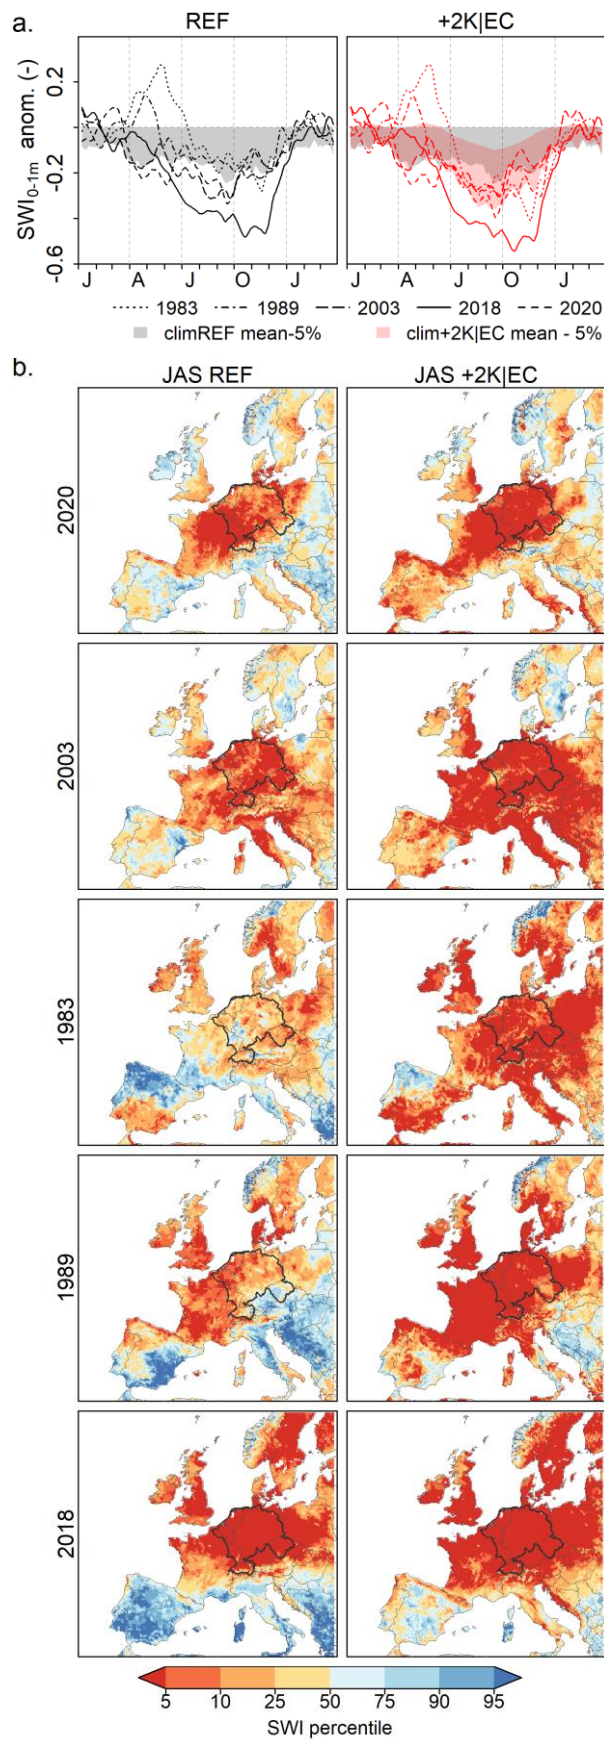 a.
REF
+2K|EC
SWI0-1m anom. (-)
0.2
-0.2
-0.6
J A J O J
J A J O J
1983 1989 2003 2018 2020
climREF mean-5% clim+2K|EC mean - 5%
b.
JAS REF
JAS +2K|EC
2020
2003
1983
1989
2018
5 10 25 50 75 90 95
SWI percentile